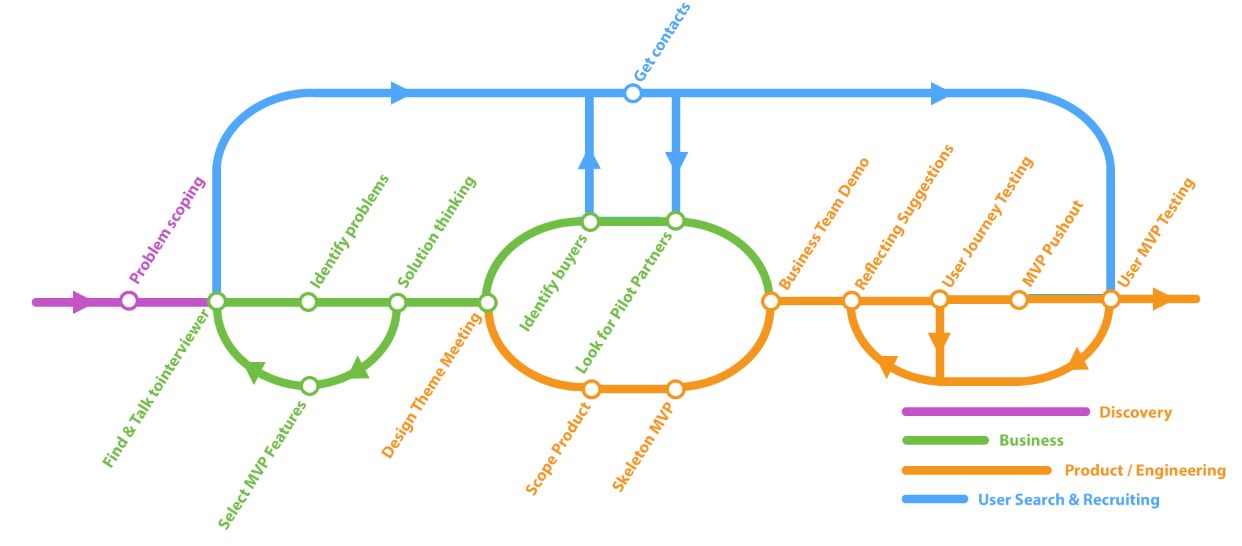 Get contacts
Problem scoping
Identify problems
Solution thinking
Business Team Demo
Reflecting Suggestions
User Journey Testing
MVP Pushout
User MVP Testing
Find & Talk tointerviewer
Select MVP Features
Design Theme Meeting
Identify buyers
Look for Pilot Partners
Scope Product
Skeleton MVP
Discovery
Business
Product / Engineering
User Search & Recruiting